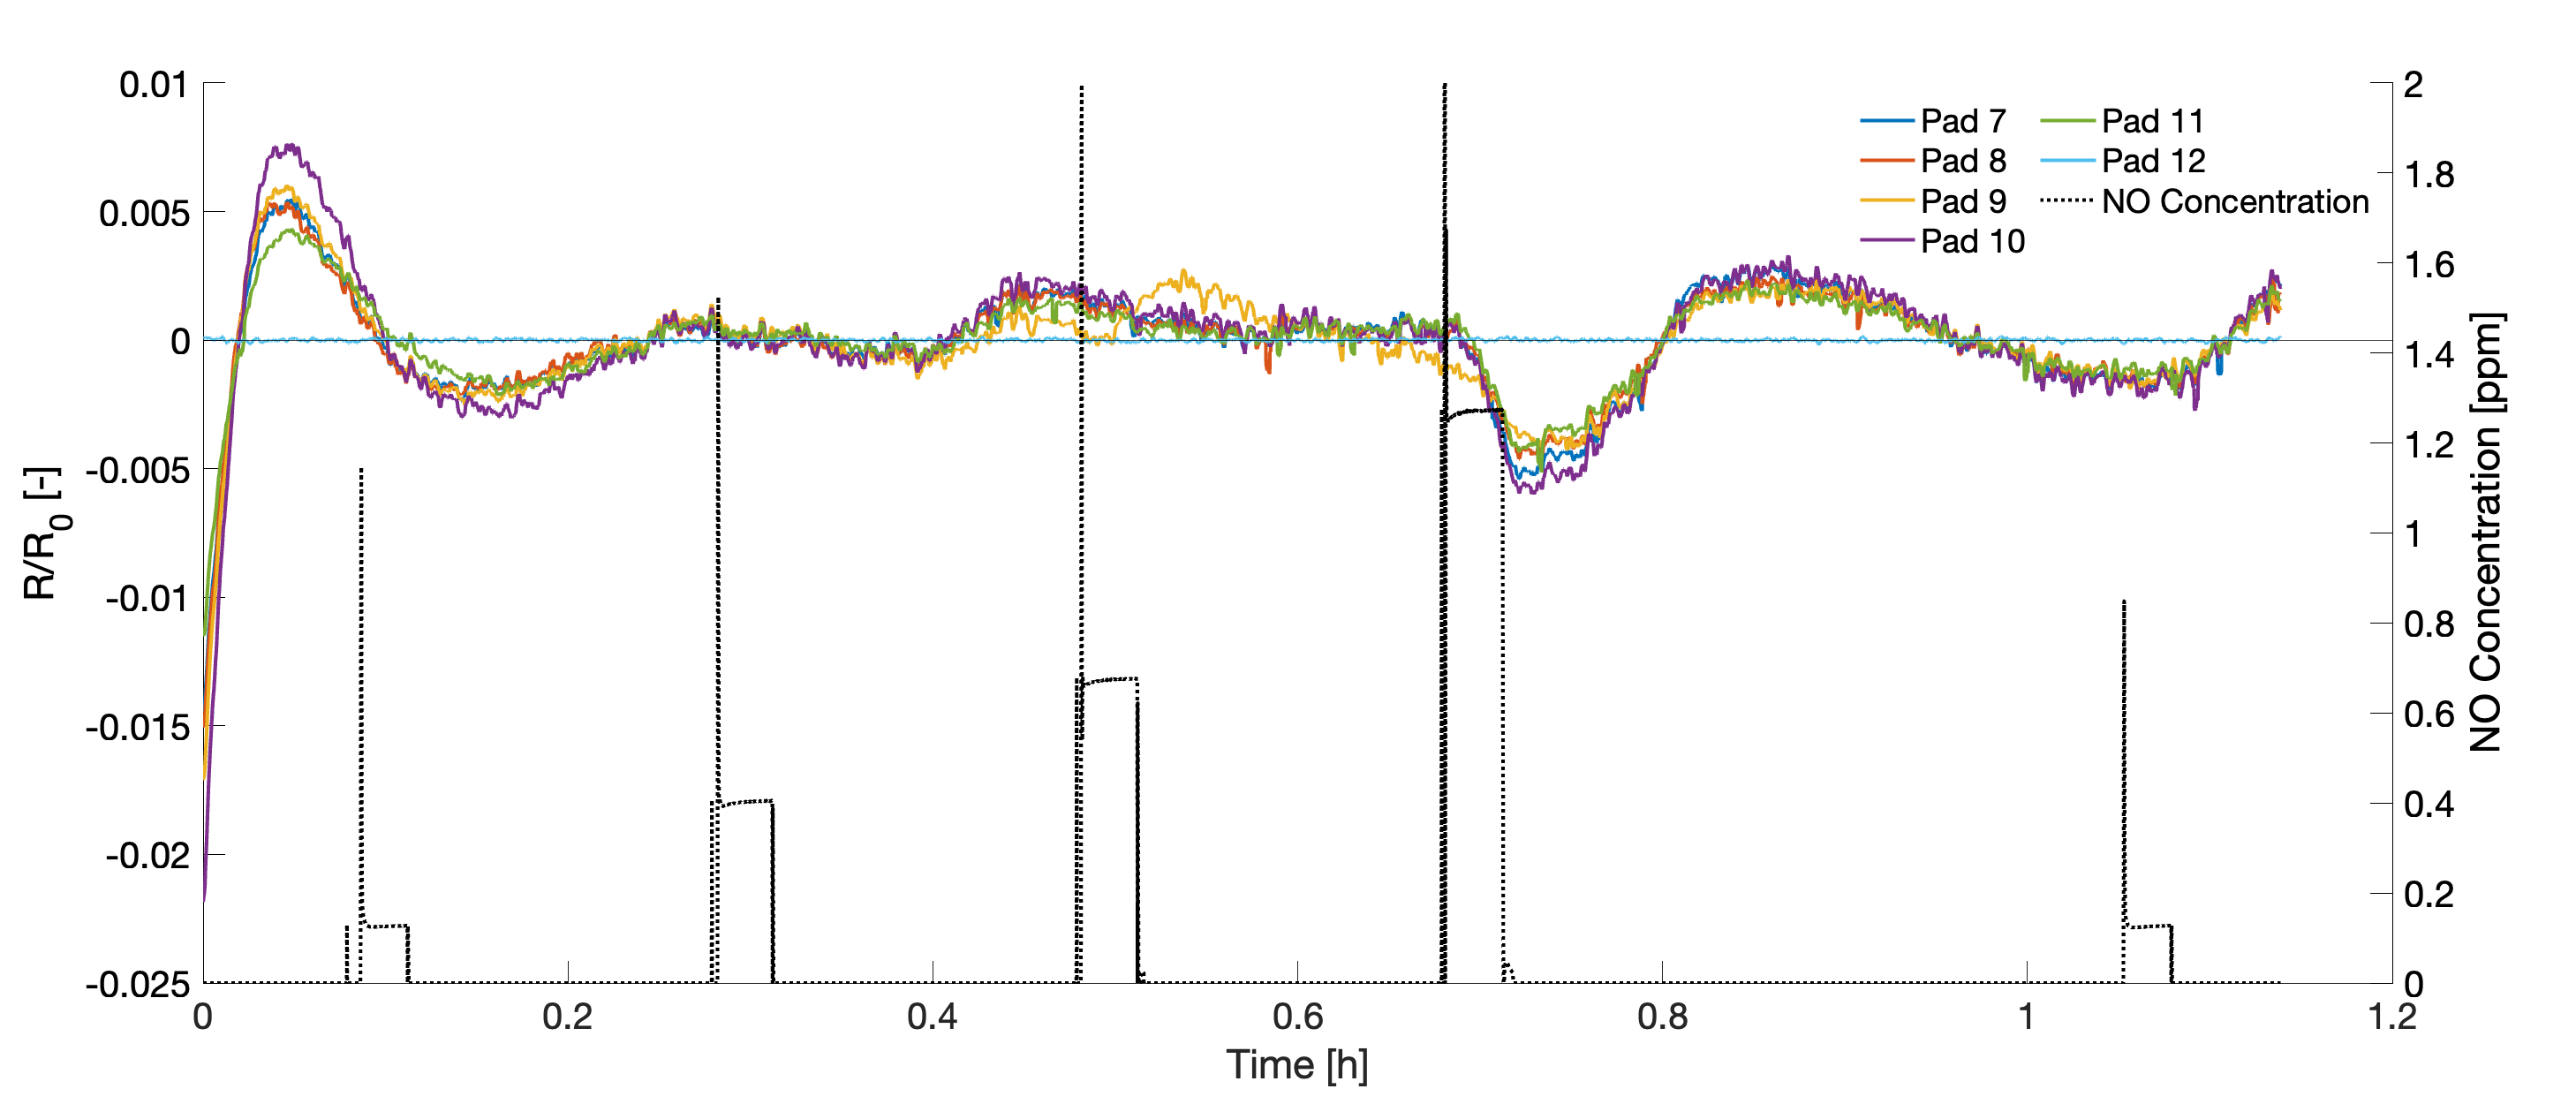 0.01
0.005
0
-0.005
-0.01
-0.015
-0.02
-0.025
R/R0 [-]
0
0.2
0.4
0.6
0.8
1
1.2
Time [h]
2
1.8
1.6
1.4
1.2
1
0.8
0.6
0.4
0.2
0
NO Concentration [ppm]
Pad 7
Pad 8
Pad 9
Pad 10
Pad 11
Pad 12
NO Concentration